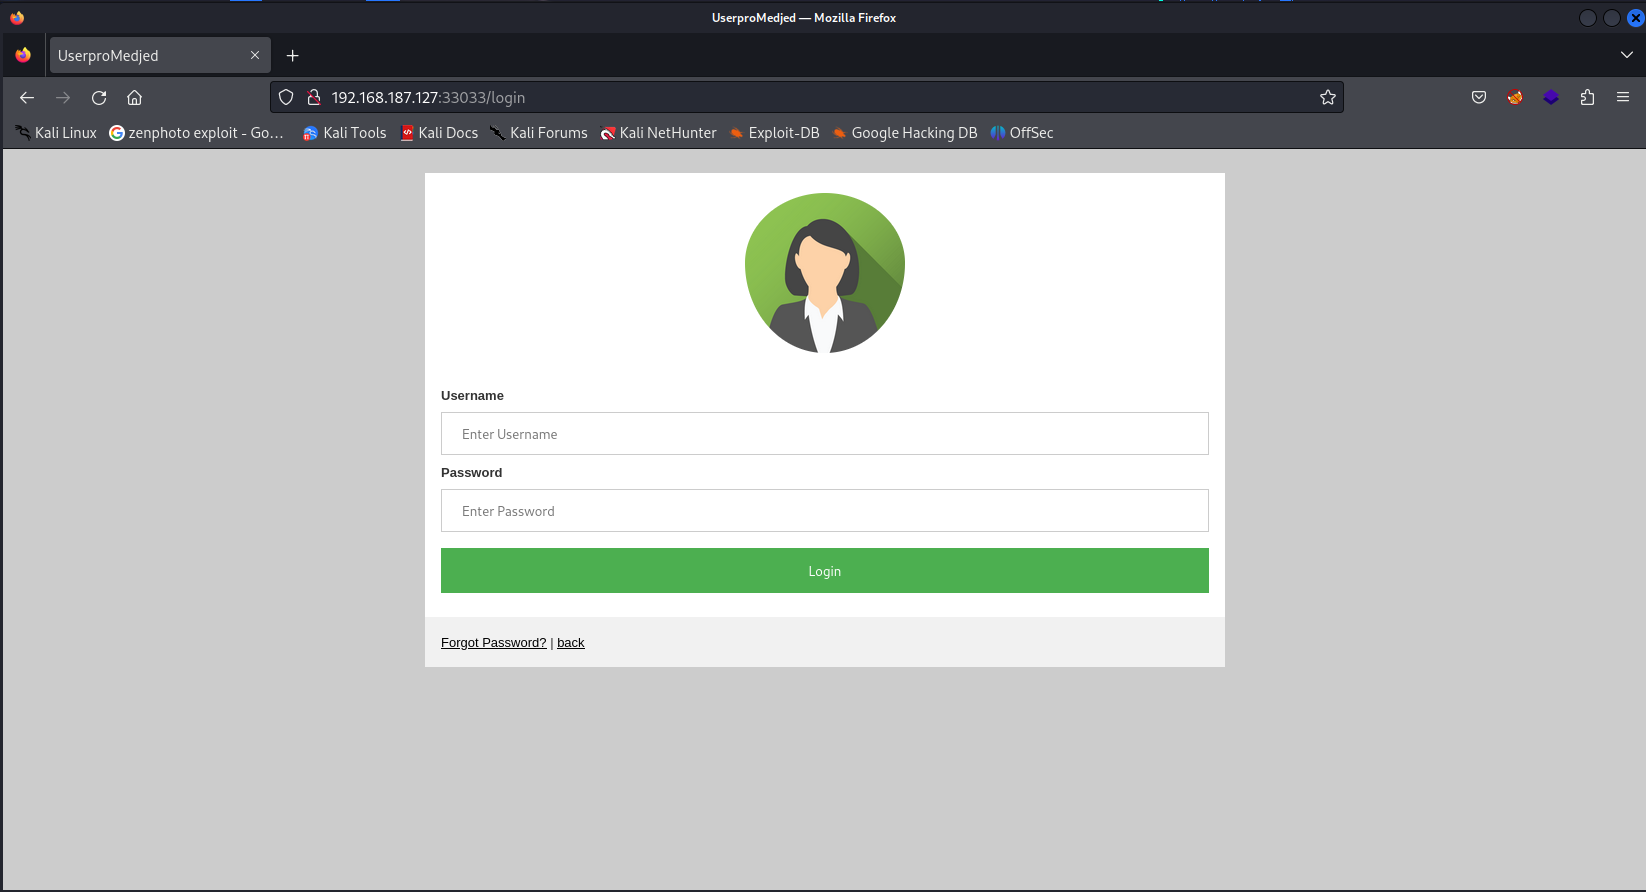 UserproMedjed — Mozilla Firefox
UserproMedjed
192.168.187.127:33033/login
Kali Linux zenphoto exploit - Go… Kali Tools Kali Docs Kali Forums Kali NetHunter Exploit-DB Google Hacking DB OffSec
Username
Enter Username
Password
Enter Password
Login
Forgot Password? | back